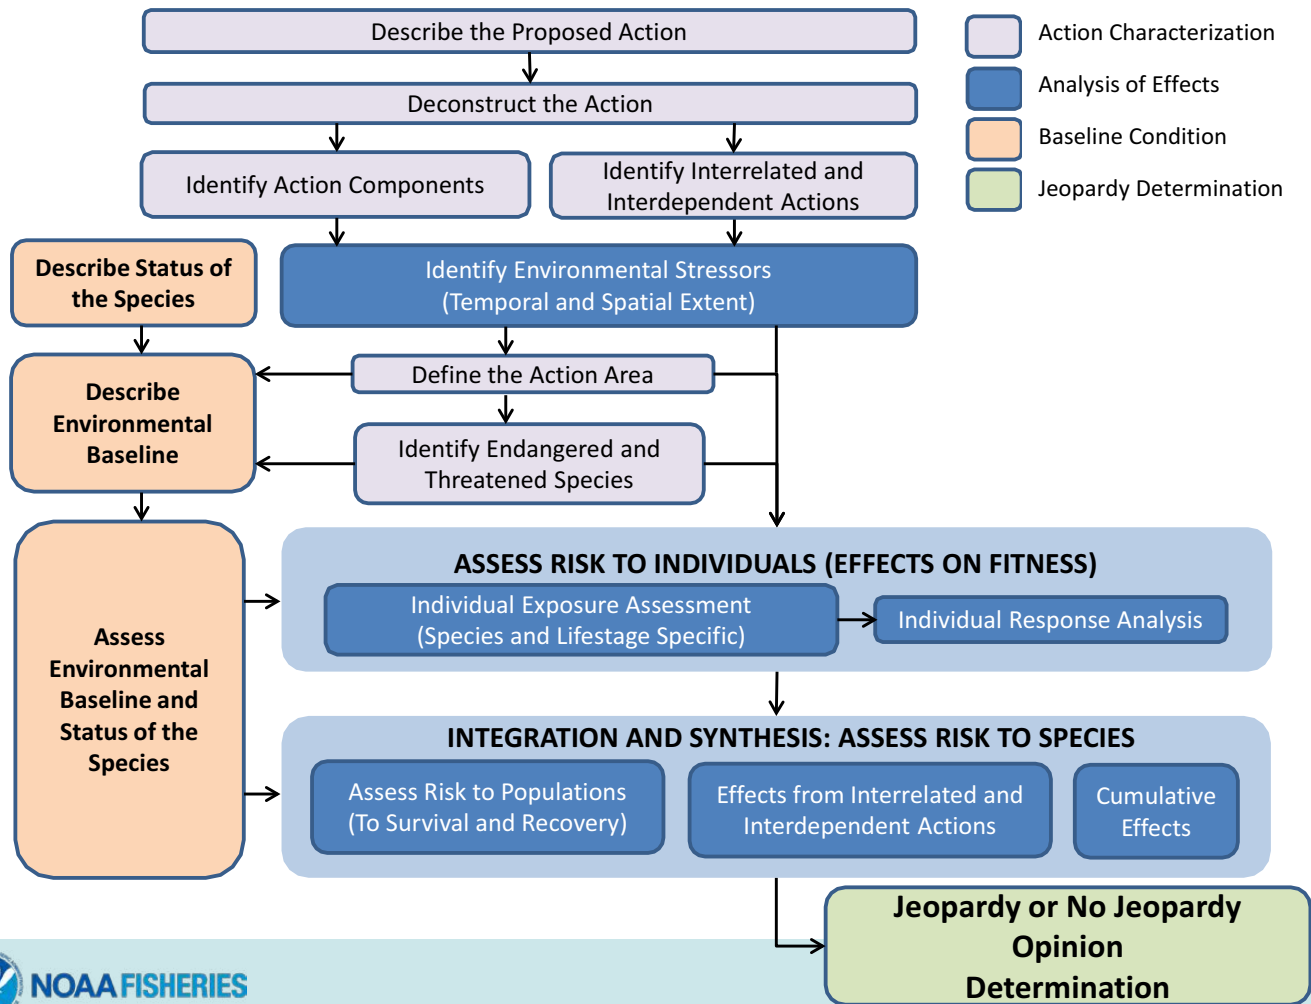 Describe the Proposed Action
Action Characterization
Analysis of Effects
Baseline Condition
Jeopardy Determination
Deconstruct the Action
Identify Action Components
Identify Interrelated and
Interdependent Actions
Describe Status of
the Species
Identify Environmental Stressors
(Temporal and Spatial Extent)
Define the Action Area
Describe
Environmental
Baseline
Identify Endangered and
Threatened Species
Assess
Environmental
Baseline and
Status of the
Species
ASSESS RISK TO INDIVIDUALS (EFFECTS ON FITNESS)
Individual Exposure Assessment
(Species and Lifestage Specific)
Individual Response Analysis
INTEGRATION AND SYNTHESIS: ASSESS RISK TO SPECIES
Assess Risk to Populations
(To Survival and Recovery)
Effects from Interrelated and
Interdependent Actions
Cumulative
Effects
Jeopardy or No Jeopardy
Opinion
Determination
NOAA FISHERIES